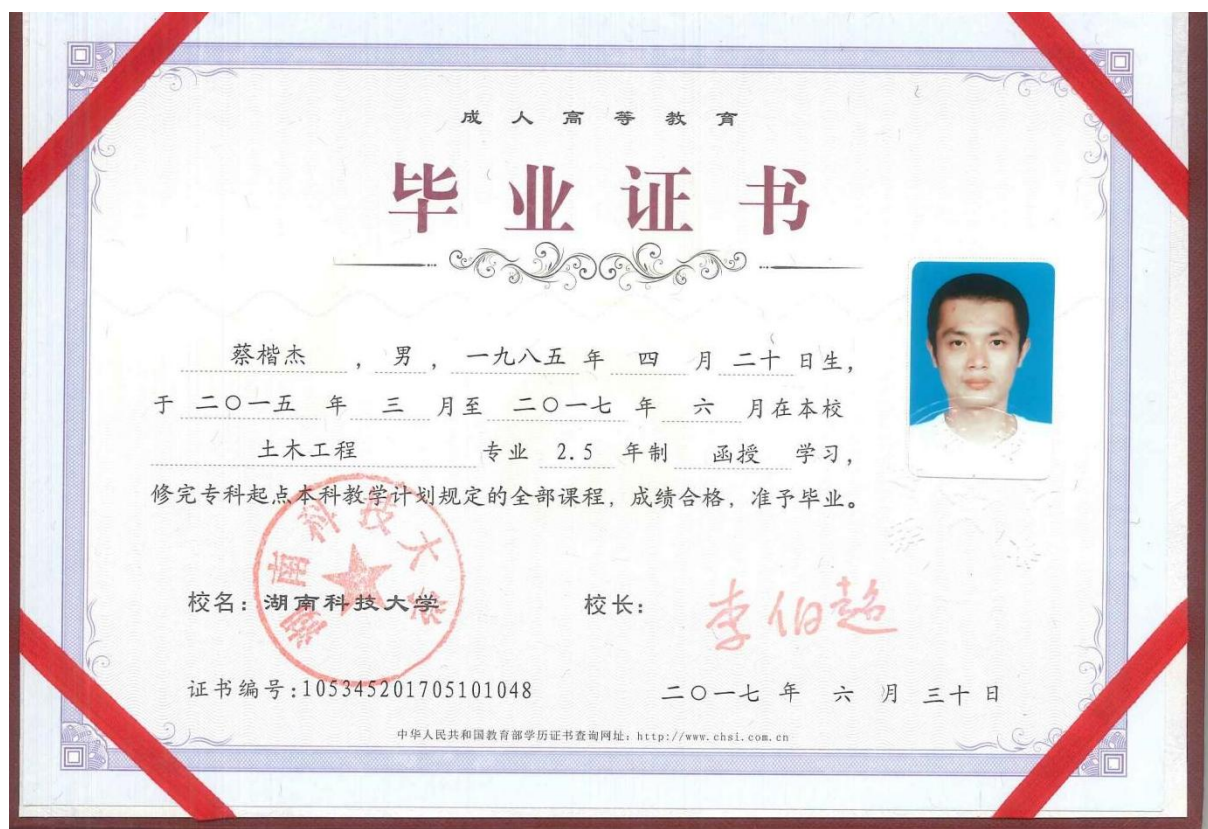 成人高等教育
毕业证书
蔡楷杰 ，男，一九八五 年 四 月 二十 日生，
于 二〇一五 年 三 月至 二〇一七 年 六 月在本校
土木工程 专业 2.5 年制 函授 学习，
修完专科起点本科教学计划规定的全部课程，成绩合格，准予毕业。
湖南科技大学
校名：湖南科技大学 校长：李伯超
证书编号：105345201705101048 二〇一七 年 六 月 三十 日
中华人民共和国教育部学历证书查询网址：http://www.chsi.com.cn